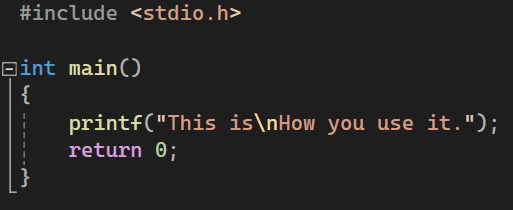 #include <stdio.h>
int main()
{
printf("This is\nHow you use it.");
return 0;
}